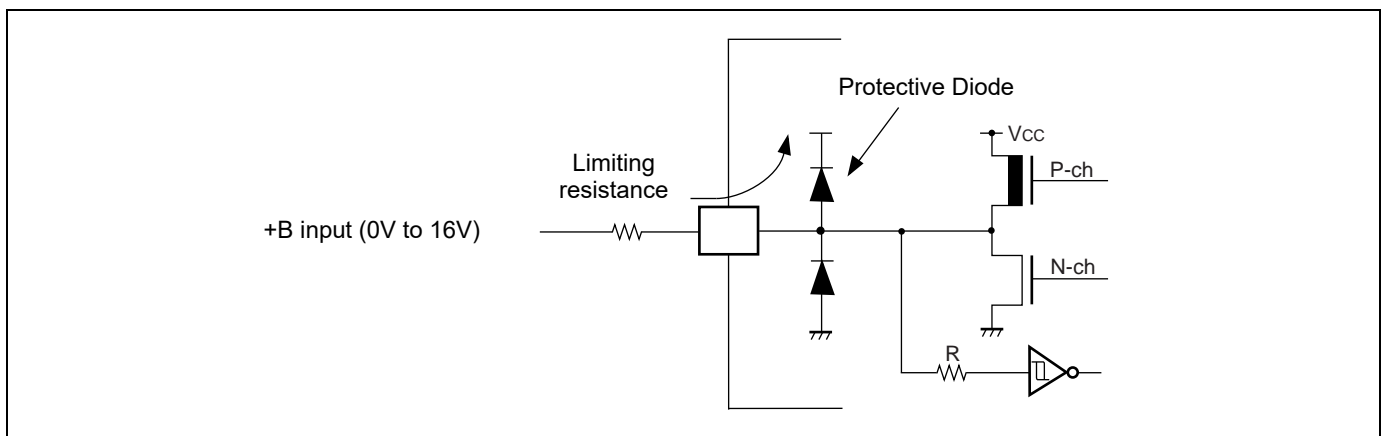 Protective Diode
VCC
Limiting
resistance
P-ch
+B input (0V to 16V)
N-ch
R